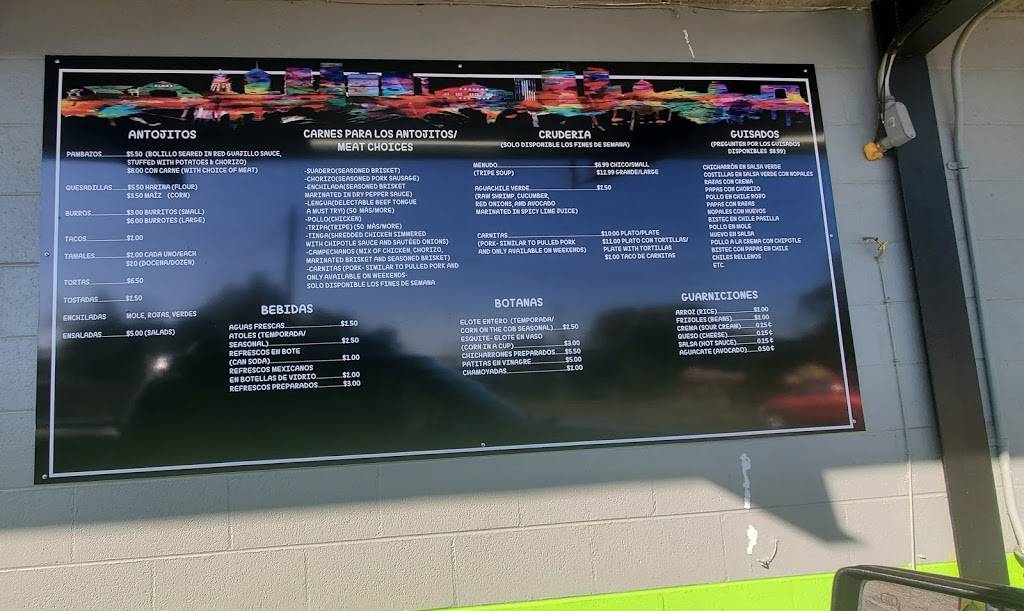 ANTOJITOS
PAMBAZOS...............$5.50 (BOLILLO SEARED IN RED GUAJILLO SAUCE,
STUFFED WITH POTATOES & CHORIZO)
$8.00 CON CARNE (WITH CHOICE OF MEAT)
QUESADILLAS......$5.50 HARINA (FLOUR)
$3.50 MAÍZ (CORN)
BURROS...............$3.00 BURRITOS (SMALL)
$6.00 BURROTES (LARGE)
TACOS..................$2.00
TAMALES..............$2.00 CADA UNO/EACH
$20 (DOCENA/DOZEN)
TORTAS................$6.50
TOSTADAS...........$2.50
ENCHILADAS MOLE, ROJAS, VERDES
ENSALADAS.........$5.00 (SALADS)
CARNES PARA LOS ANTOJITOS/
MEAT CHOICES
-SUADERO(SEASONED BRISKET)
-CHORIZO(SEASONED PORK SAUSAGE)
-ENCHILADA(SEASONED BRISKET
MARINATED IN DRY PEPPER SAUCE)
-LENGUA(DELECTABLE BEEF TONGUE
A MUST TRY) (50 MÁS/MORE)
-POLLO(CHICKEN)
-TRIPA(TRIPE) (50 MÁS/MORE)
-TINGA(SHREDDED CHICKEN SIMMERED
WITH CHIPOTLE SAUCE AND SAUTÉED ONIONS)
-CAMPECHANOS (MIX OF CHICKEN, CHORIZO,
MARINATED BRISKET AND SEASONED BRISKET)
-CARNITAS (PORK- SIMILAR TO PULLED PORK AND
ONLY AVAILABLE ON WEEKENDS-
SOLO DISPONIBLE LOS FINES DE SEMANA
CRUDERIA
(SOLO DISPONIBLE LOS FINES DE SEMANA)
MENUDO.................................$6.99 CHICO/SMALL
(TRIPE SOUP) $11.99 GRANDE/LARGE
AGUACHILE VERDE.......................$1.50
(RAW SHRIMP, CUCUMBER,
RED ONIONS, AND AVOCADO
MARINATED IN SPICY LIME JUICE)
CARNITAS...............................$10.00 PLATO/PLATE
(PORK- SIMILAR TO PULLED PORK $11.00 PLATO CON TORTILLAS/
AND ONLY AVAILABLE ON WEEKENDS) PLATE WITH TORTILLAS
$1.00 TACO DE CARNITAS
GUISADOS
(PREGUNTEN POR LOS GUISADOS
DISPONIBLES $8.99)
CHICHARRÓN EN SALSA VERDE
COSTILLAS EN SALSA VERDE CON NOPALES
RAJAS CON CREMA
PAPAS CON CHORIZO
POLLO EN CHILE ROJO
PAPAS CON RAJAS
NOPALES CON HUEVOS
BISTEC EN CHILE PASILLA
POLLO EN MOLE
HUEVO EN SALSA
POLLO A LA CREMA CON CHIPOTLE
BISTEC CON PAPAS EN CHILE
CHILES RELLENOS
ETC.
BEBIDAS
AGUAS FRESCAS......................$2.50
ATOLES (TEMPORADA/
SEASONAL)............................$2.50
REFRESCOS EN BOTE
(CAN SODA)............................$1.00
REFRESCOS MEXICANOS
EN BOTELLAS DE VIDRIO..........$2.00
REFRESCOS PREPARADOS........$3.00
BOTANAS
ELOTE ENTERO (TEMPORADA/
CORN ON THE COB SEASONAL)....$2.50
ESQUITE- ELOTE EN VASO
(CORN IN A CUP)......................$3.00
CHICHARRONES PREPARADOS....$5.50
PATITAS EN VINAGRE...............$5.00
CHAMOYADAS.........................$2.00
GUARNICIONES
ARROZ (RICE)....................$1.00
FRIJOLES (BEANS)..............$1.00
CREMA (SOUR CREAM)........0.25 ¢
QUESO (CHEESE)................0.25 ¢
SALSA (HOT SAUCE)............0.25 ¢
AGUACATE (AVOCADO).......0.50 ¢